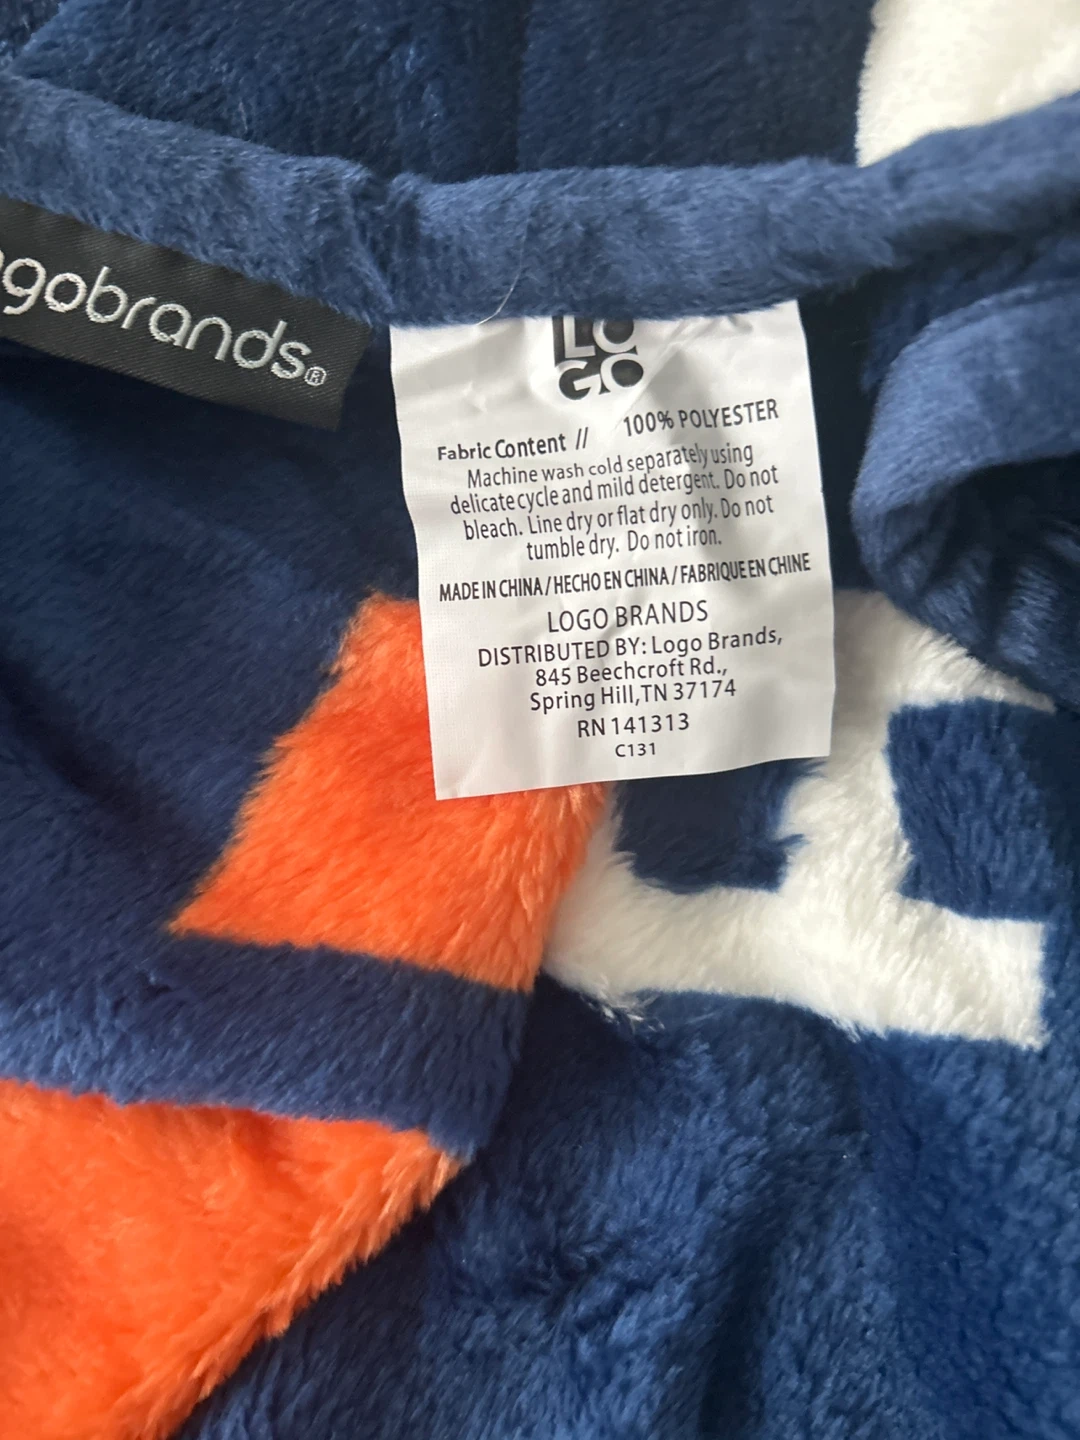 ogobrands®
LO
GO
Fabric Content // 100% POLYESTER
Machine wash cold separately using
delicate cycle and mild detergent. Do not
bleach. Line dry or flat dry only. Do not
tumble dry. Do not iron.
MADE IN CHINA / HECHO EN CHINA / FABRIQUE EN CHINE
LOGO BRANDS
DISTRIBUTED BY: Logo Brands,
845 Beechcroft Rd.,
Spring Hill,TN 37174
RN 141313
C131